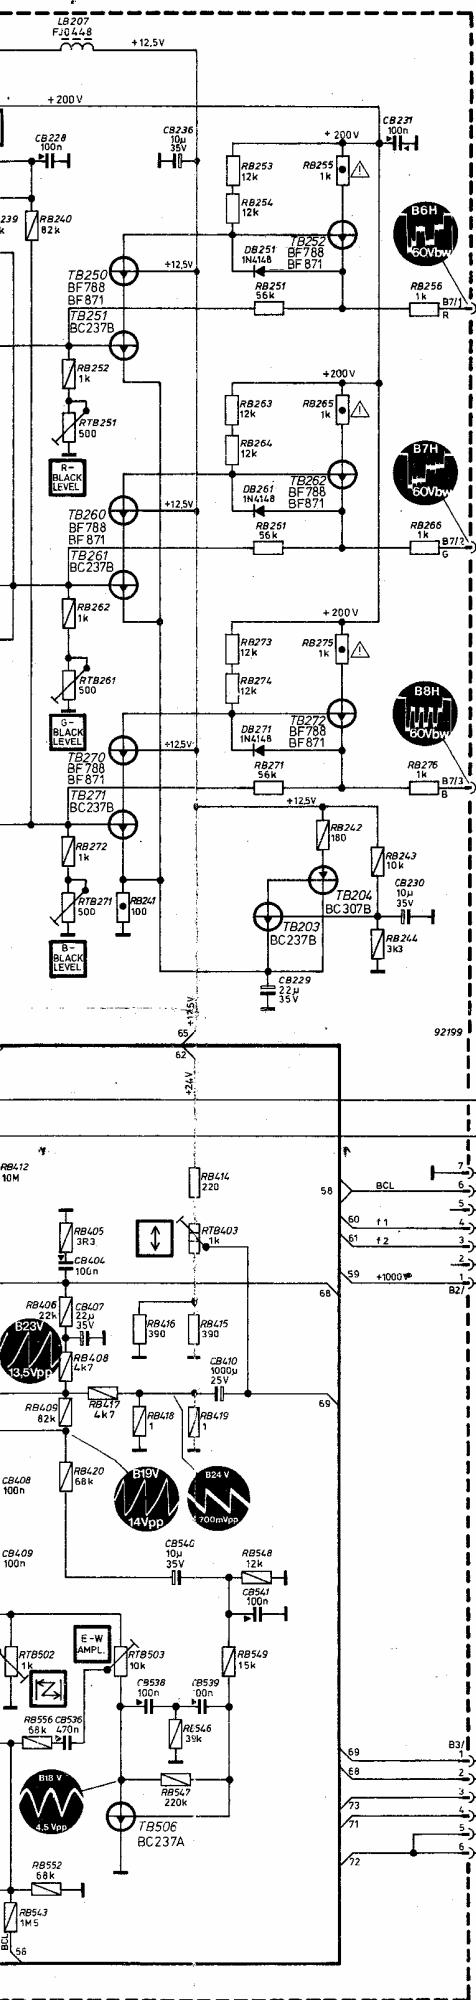 LB207
FJ0448
+12,5V
+200V
CB228
100n
CB236
10µ
35V
+200V
CB231
100n
RB253
12k
RB255
1k
239
RB240
82k
RB254
12k
TB252
BF788
BF871
DB251
1N4148
B6H
60Vbw
TB250
BF788
BF871
+12,5V
RB251
56k
RB256
1k
B7/1
R
TB251
BC237B
RB252
1k
RTB251
500
R-
BLACK
LEVEL
+200V
RB263
12k
RB265
1k
RB264
12k
TB262
BF788
BF871
DB261
1N4148
B7H
60Vbw
TB260
BF788
BF871
+12,5V
RB261
56k
RB266
1k
B7/2
G
TB261
BC237B
RB262
1k
RTB261
500
G-
BLACK
LEVEL
+200V
RB273
12k
RB275
1k
RB274
12k
TB272
BF788
BF871
DB271
1N4148
B8H
60Vbw
TB270
BF788
BF871
+12,5V
RB271
56k
RB276
1k
B7/3
B
TB271
BC237B
RB272
1k
RTB271
500
B-
BLACK
LEVEL
RB241
100
+12,5V
RB242
180
RB243
10k
TB204
BC307B
CB230
10µ
35V
TB203
BC237B
RB244
3k3
CB229
22µ
35V
+12,5V
65
62
92199
+24V
RB412
10M
RB414
220
58
BCL
7
6
5
RB405
3R3
RTB403
1k
60
f1
4
61
f2
3
CB404
100n
2
59
+1000V
1
B2/
68
RB406
22k
CB407
22µ
35V
RB416
390
RB415
390
B23V
13,5Vpp
RB408
4k7
CB410
1000µ
25V
RB409
82k
RB417
4k7
69
RB418
1
RB419
1
CB408
100n
RB420
68k
B19V
14Vpp
B24 V
700mVpp
CB409
100n
CB540
10µ
35V
RB548
12k
CB541
100n
RTB502
1k
E-W
AMPL.
RTB503
10k
RB549
15k
CB538
100n
CB539
RB546
39k
RB556
68k
CB536
470n
B18 V
4,5 Vpp
RB547
220k
TB506
BC237A
RB552
68k
RB543
1M5
BCL
56
B3/
69
1
68
2
73
3
71
4
5
72
6